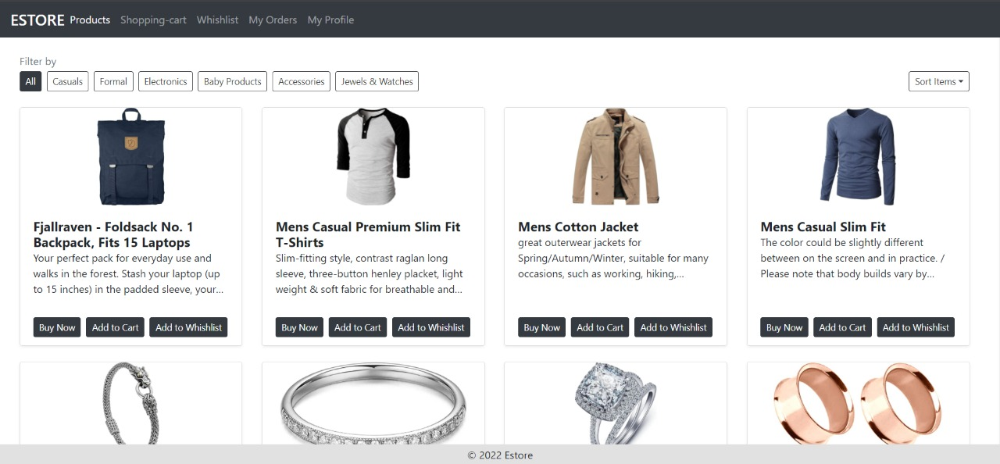 ESTORE Products Shopping-cart Whishlist My Orders My Profile
Filter by
All Casuals Formal Electronics Baby Products Accessories Jewels & Watches Sort Items
Fjallraven - Foldsack No. 1
Backpack, Fits 15 Laptops
Your perfect pack for everyday use and
walks in the forest. Stash your laptop (up
to 15 inches) in the padded sleeve, your...
Buy Now Add to Cart Add to Whishlist
Mens Casual Premium Slim Fit
T-Shirts
Slim-fitting style, contrast raglan long
sleeve, three-button henley placket, light
weight & soft fabric for breathable and...
Buy Now Add to Cart Add to Whishlist
Mens Cotton Jacket
great outerwear jackets for
Spring/Autumn/Winter, suitable for many
occasions, such as working, hiking,...
Buy Now Add to Cart Add to Whishlist
Mens Casual Slim Fit
The color could be slightly different
between on the screen and in practice. /
Please note that body builds vary by...
Buy Now Add to Cart Add to Whishlist
© 2022 Estore